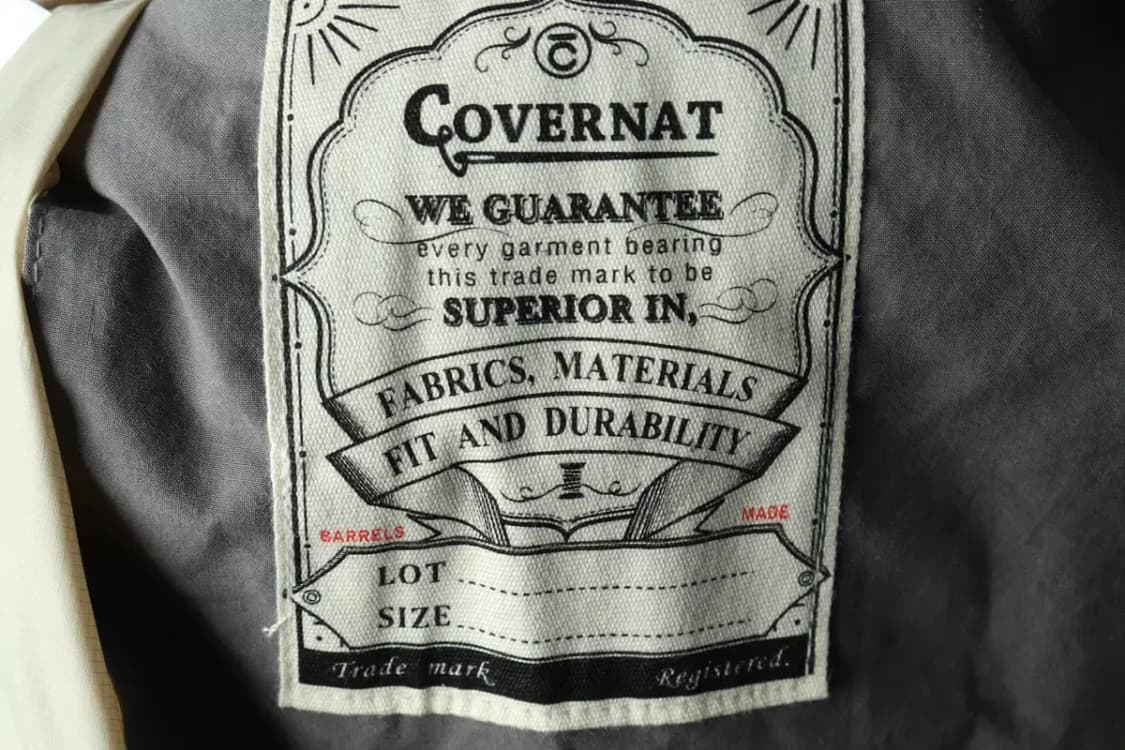 C
COVERNAT
WE GUARANTEE
every garment bearing
this trade mark to be
SUPERIOR IN,
FABRICS, MATERIALS
FIT AND DURABILITY
BARRELS MADE
LOT
SIZE
Trade mark Registered.